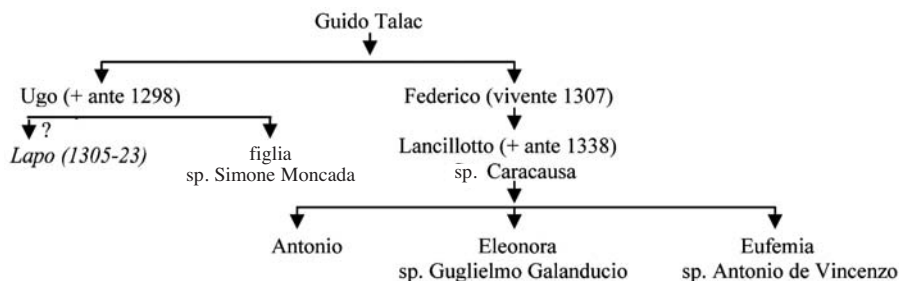 Guido Talac
Ugo (+ ante 1298)
Federico (vivente 1307)
?
Lapo (1305-23)
figlia
sp. Simone Moncada
Lancillotto (+ ante 1338)
sp. Caracausa
Antonio
Eleonora
sp. Guglielmo Galanducio
Eufemia
sp. Antonio de Vincenzo